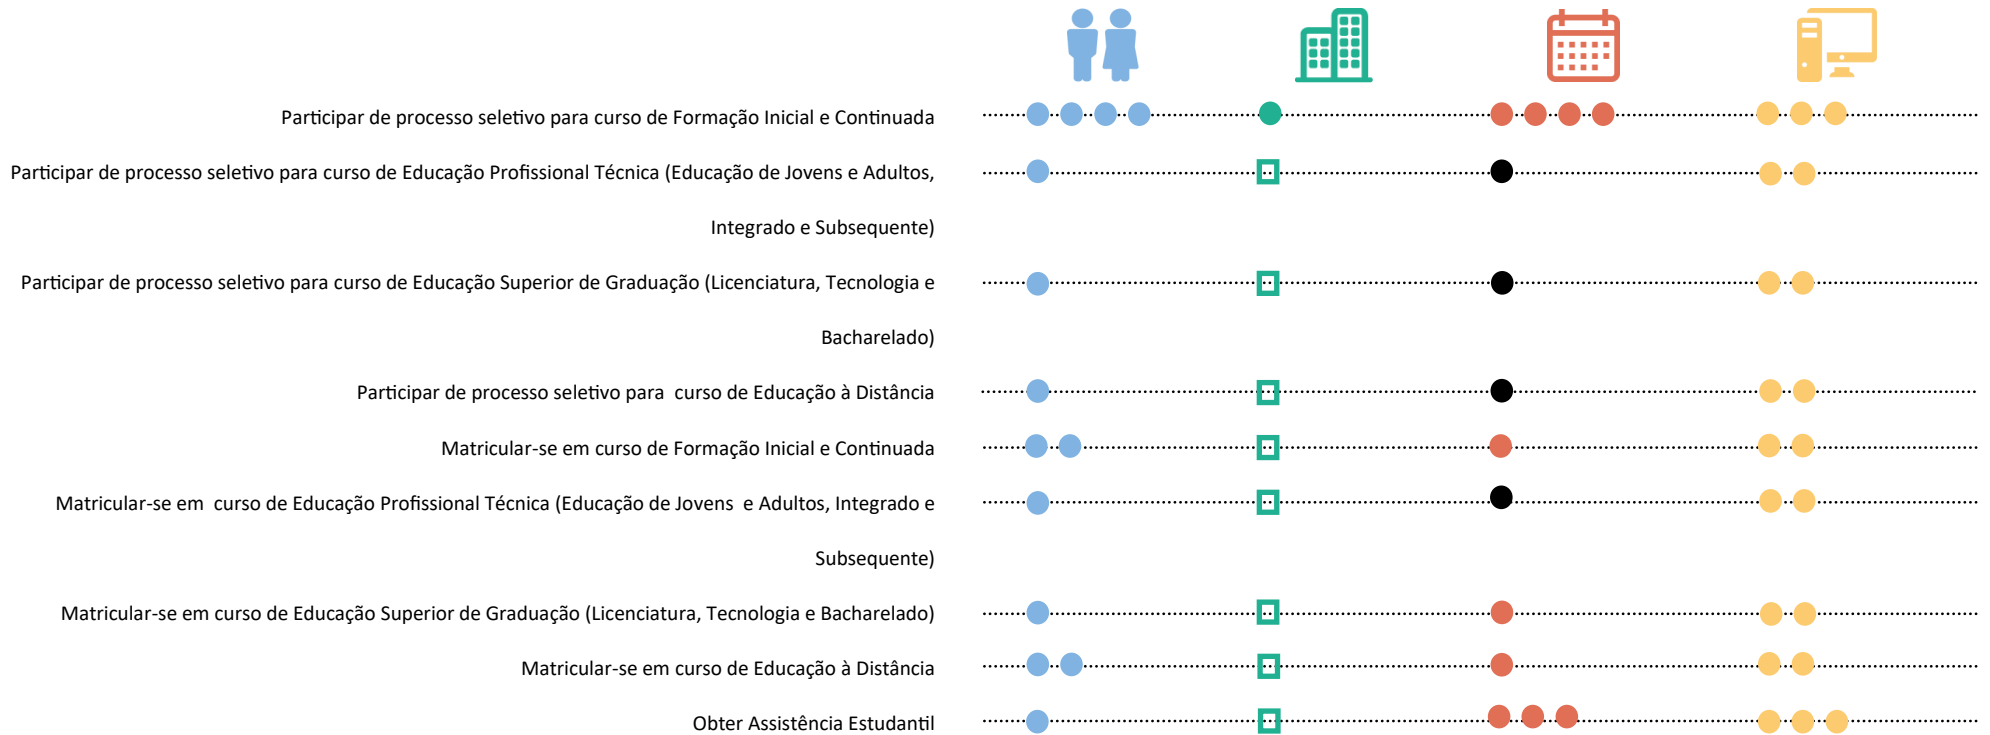 Participar de processo seletivo para curso de Formação Inicial e Continuada
Participar de processo seletivo para curso de Educação Profissional Técnica (Educação de Jovens e Adultos,
Integrado e Subsequente)
Participar de processo seletivo para curso de Educação Superior de Graduação (Licenciatura, Tecnologia e
Bacharelado)
Participar de processo seletivo para  curso de Educação à Distância
Matricular-se em curso de Formação Inicial e Continuada
Matricular-se em  curso de Educação Profissional Técnica (Educação de Jovens  e Adultos, Integrado e
Subsequente)
Matricular-se em curso de Educação Superior de Graduação (Licenciatura, Tecnologia e Bacharelado)
Matricular-se em curso de Educação à Distância
Obter Assistência Estudantil